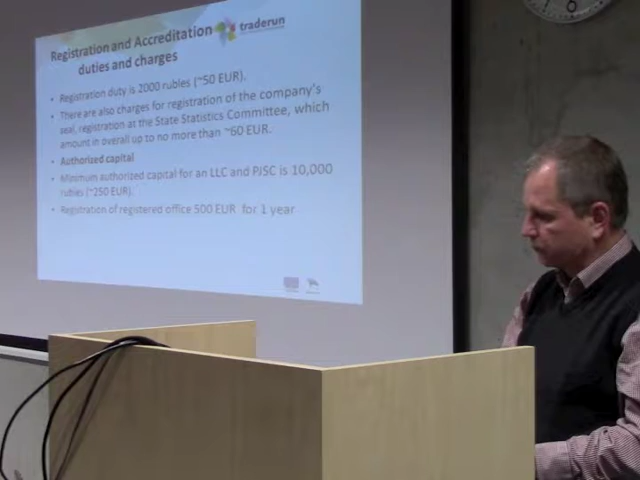 traderun
Registration and Accreditation
duties and charges
• Registration duty is 2000 rubles (~50 EUR).
• There are also charges for registration of the company's
seal, registration at the State Statistics Committee, which
amount in overall up to no more than ~60 EUR.
• Authorized capital
• Minimum authorized capital for an LLC and PJSC is 10,000
rubles (~250 EUR).
• Registration of registered office 500 EUR for 1 year